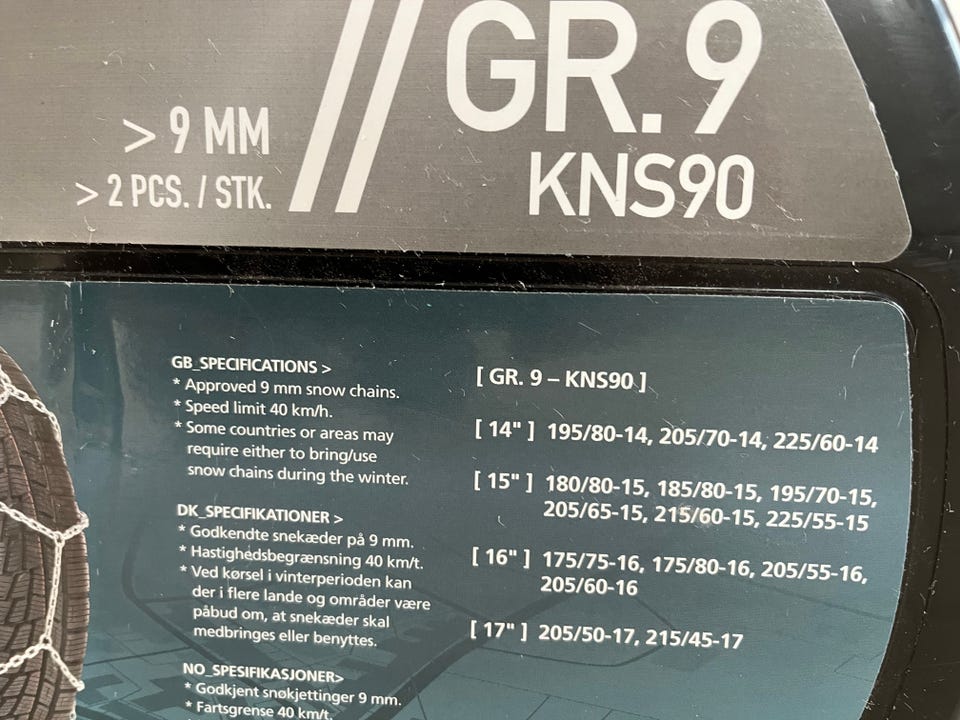 > 9 MM
> 2 PCS. / STK.
// GR. 9
KNS90
GB_SPECIFICATIONS >
* Approved 9 mm snow chains.
* Speed limit 40 km/h.
* Some countries or areas may
require either to bring/use
snow chains during the winter.
DK_SPECIFIKATIONER >
* Godkendte snekæder på 9 mm.
* Hastighedsbegrænsning 40 km/t.
* Ved kørsel i vinterperioden kan
der i flere lande og områder være
påbud om, at snekæder skal
medbringes eller benyttes.
NO_SPESIFIKASJONER>
* Godkjent snøkjettinger 9 mm.
* Fartsgrense 40 km/t.
[ GR. 9 – KNS90 ]
[ 14" ] 195/80-14, 205/70-14, 225/60-14
[ 15" ] 180/80-15, 185/80-15, 195/70-15,
205/65-15, 215/60-15, 225/55-15
[ 16" ] 175/75-16, 175/80-16, 205/55-16,
205/60-16
[ 17" ] 205/50-17, 215/45-17